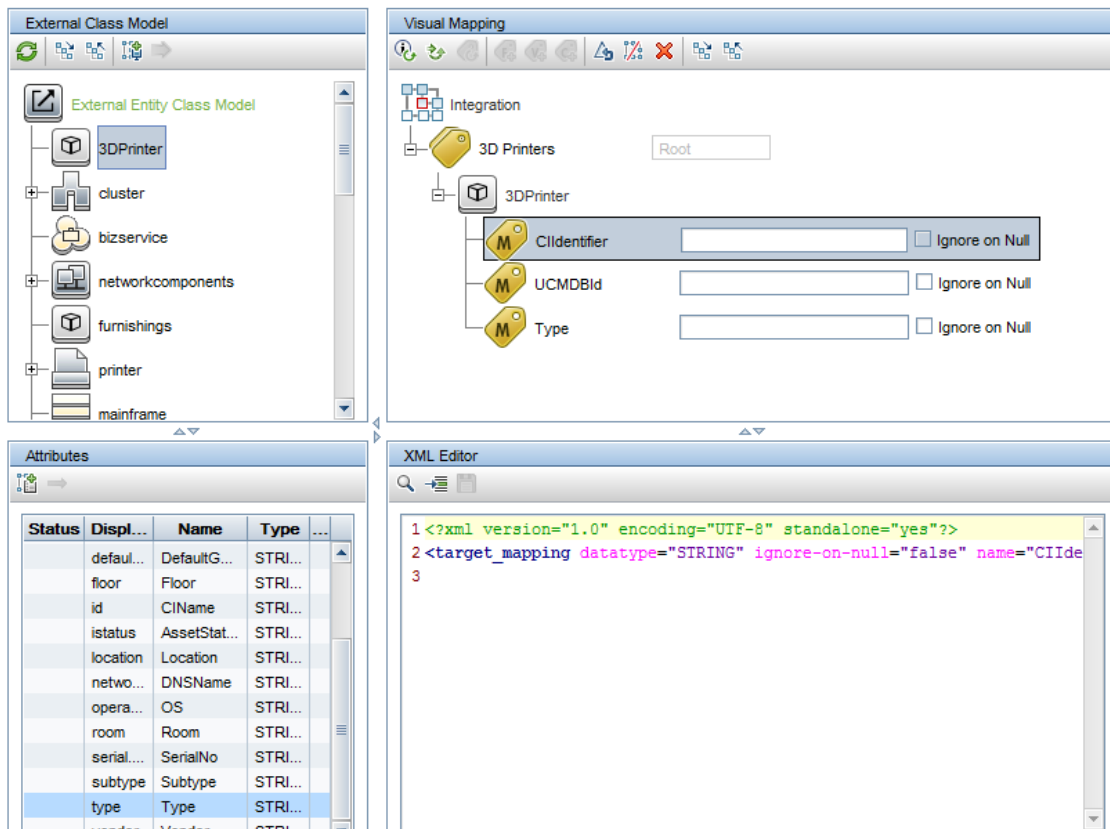 External Class Model
External Entity Class Model
3DPrinter
cluster
bizservice
networkcomponents
furnishings
printer
mainframe
Visual Mapping
Integration
3D Printers Root
3DPrinter
M CIIdentifier Ignore on Null
M UCMDBId Ignore on Null
M Type Ignore on Null
Attributes
Status Displ... Name Type ...
defaul... DefaultG... STRI...
floor Floor STRI...
id CIName STRI...
istatus AssetStat... STRI...
location Location STRI...
netwo... DNSName STRI...
opera... OS STRI...
room Room STRI...
serial.... SerialNo STRI...
subtype Subtype STRI...
type Type STRI...
XML Editor
1 <?xml version="1.0" encoding="UTF-8" standalone="yes"?>
2 <target_mapping datatype="STRING" ignore-on-null="false" name="CIIde
3